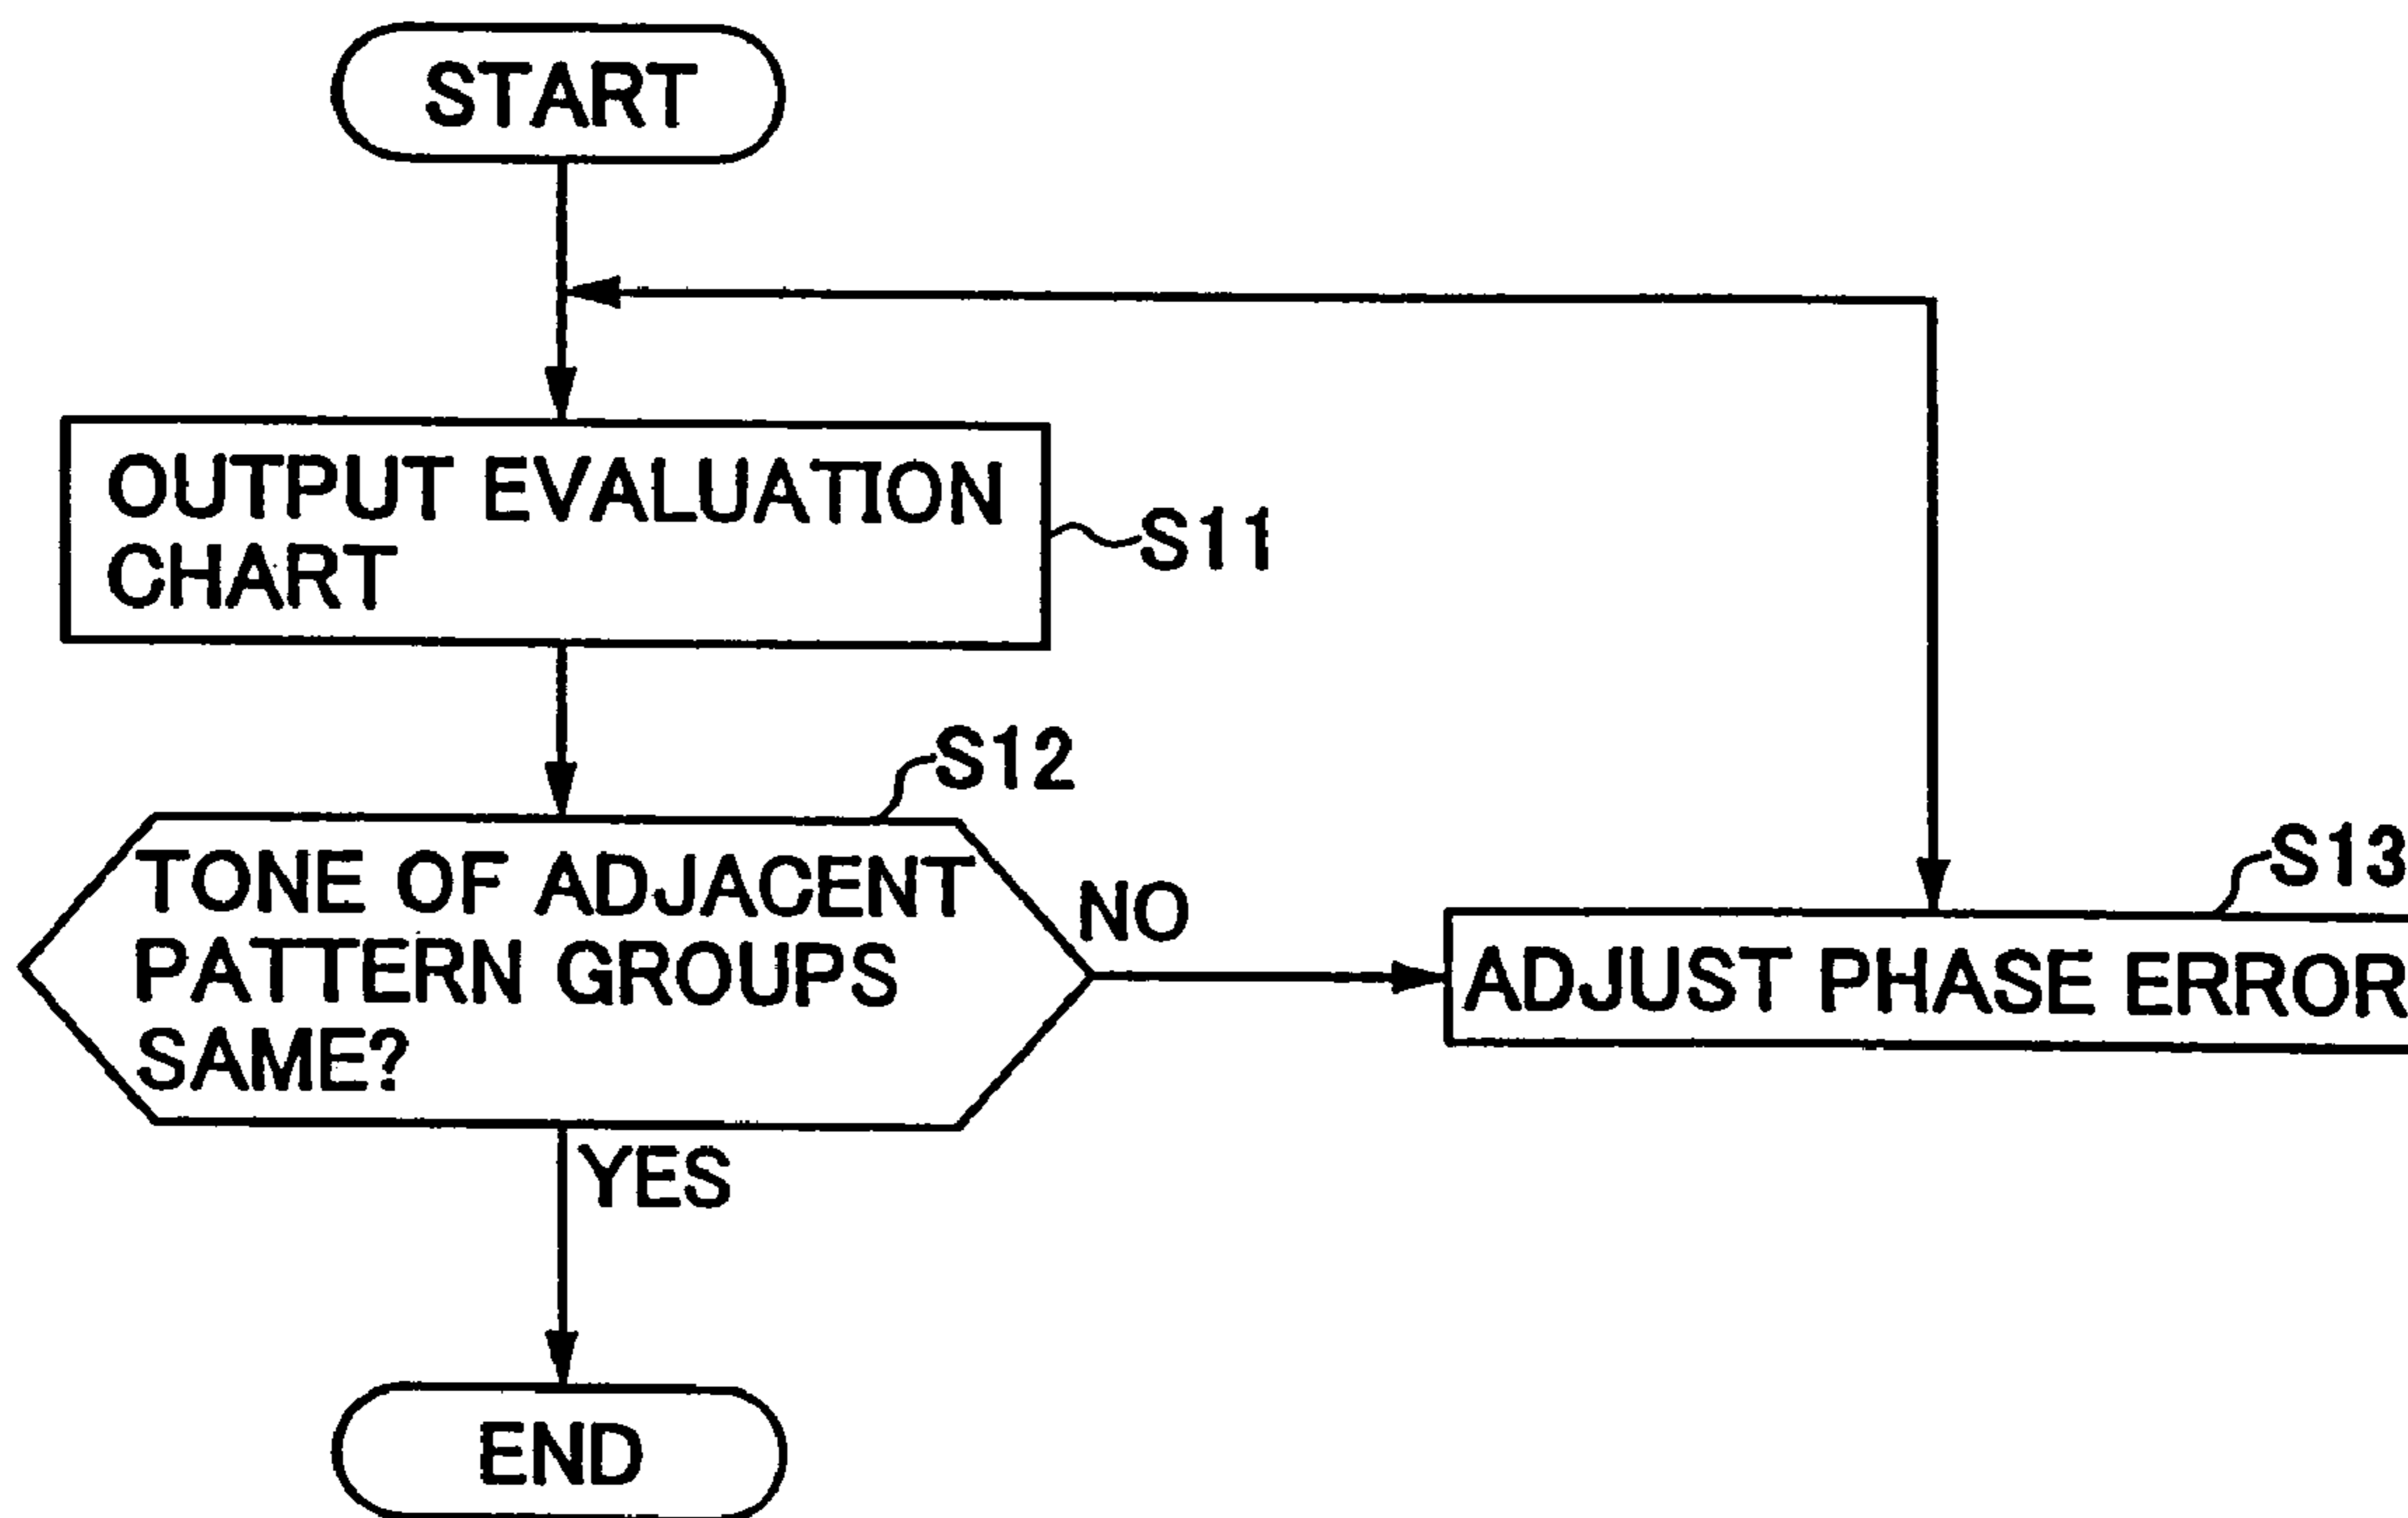 START
OUTPUT EVALUATION
CHART
S11
S12
TONE OF ADJACENT
PATTERN GROUPS
SAME?
NO
S13
ADJUST PHASE ERROR
YES
END